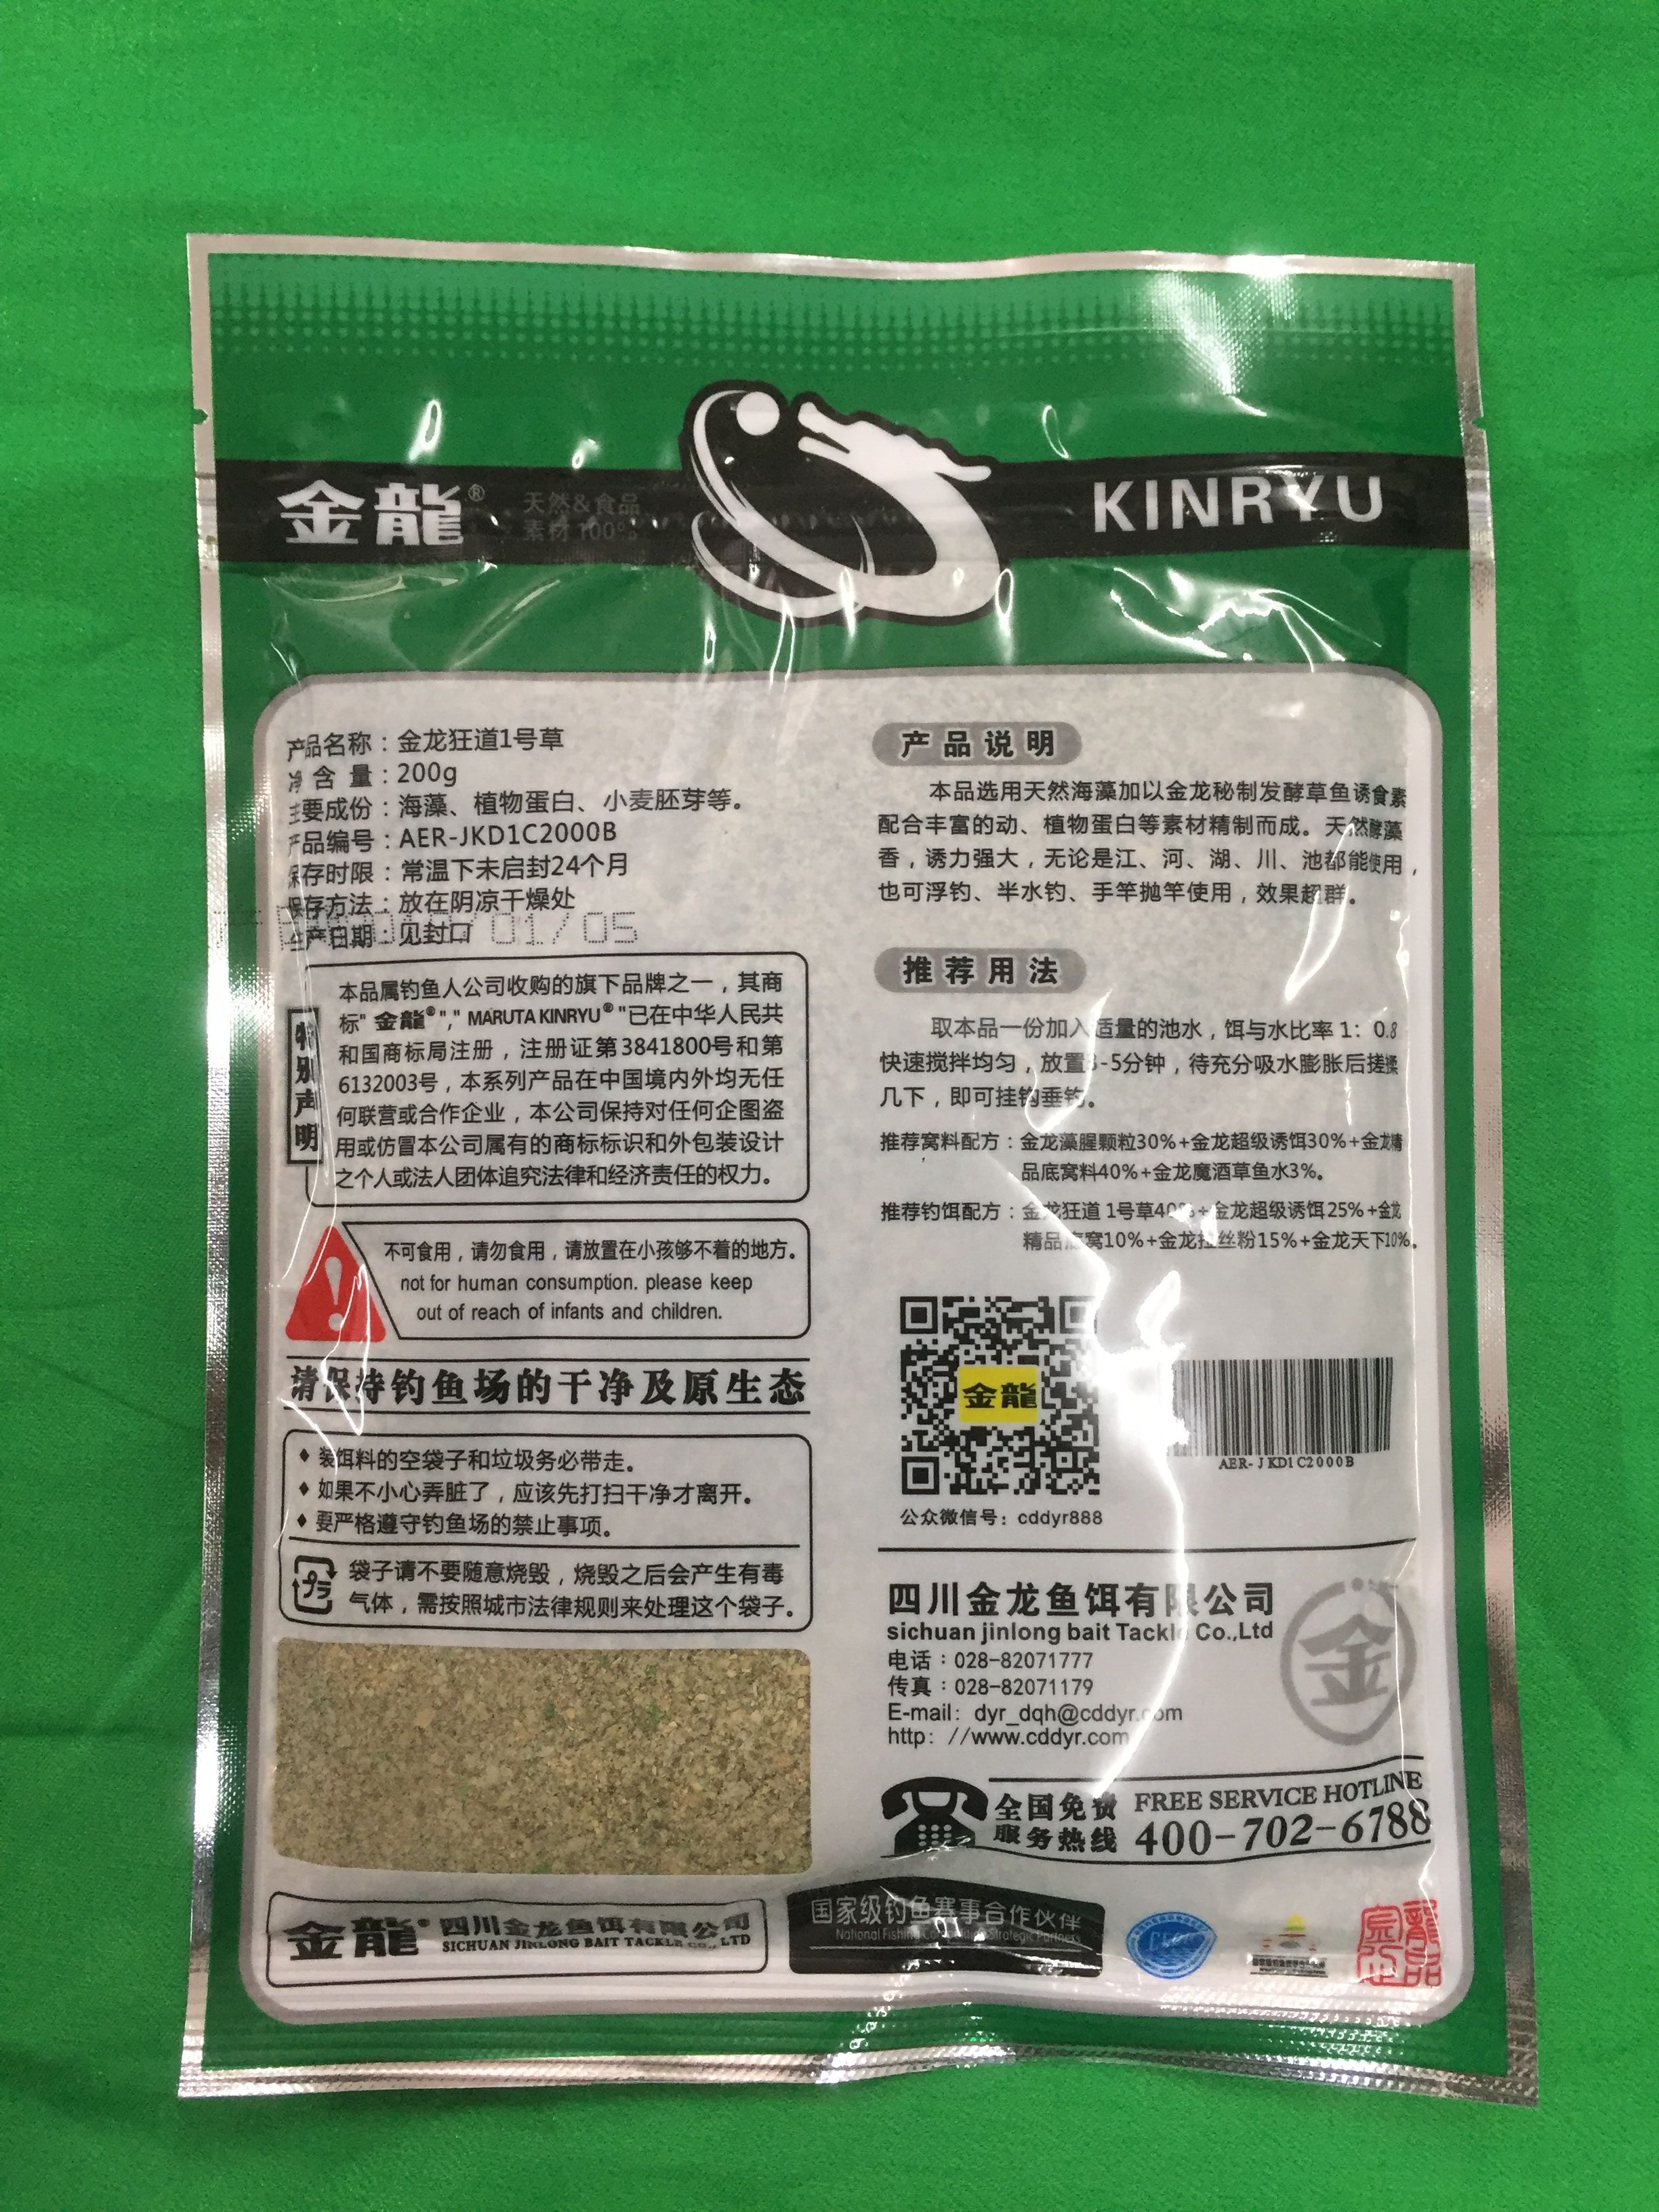 金龍®
天然&食品
素材100%
KINRYU
产品名称：金龙狂道1号草
净含量：200g
主要成份：海藻、植物蛋白、小麦胚芽等。
产品编号：AER-JKD1C2000B
保存时限：常温下未启封24个月
保存方法：放在阴凉干燥处
生产日期：见封口
01/05
特别声明
本品属钓鱼人公司收购的旗下品牌之一，其商
标"金龍®","MARUTA KINRYU®"已在中华人民共
和国商标局注册，注册证第3841800号和第
6132003号，本系列产品在中国境内外均无任
何联营或合作企业，本公司保持对任何企图盗
用或仿冒本公司属有的商标标识和外包装设计
之个人或法人团体追究法律和经济责任的权力。
不可食用，请勿食用，请放置在小孩够不着的地方。
not for human consumption. please keep
out of reach of infants and children.
请保持钓鱼场的干净及原生态
♦ 装饵料的空袋子和垃圾务必带走。
♦ 如果不小心弄脏了，应该先打扫干净才离开。
♦ 要严格遵守钓鱼场的禁止事项。
プラ
袋子请不要随意烧毁，烧毁之后会产生有毒
气体，需按照城市法律规则来处理这个袋子。
产品说明
本品选用天然海藻加以金龙秘制发酵草鱼诱食素
配合丰富的动、植物蛋白等素材精制而成。天然酵藻
香，诱力强大，无论是江、河、湖、川、池都能使用，
也可浮钓、半水钓、手竿抛竿使用，效果超群。
推荐用法
取本品一份加入适量的池水，饵与水比率1：0.8
快速搅拌均匀，放置3-5分钟，待充分吸水膨胀后搓揉
几下，即可挂钩垂钓。
推荐窝料配方：金龙藻腥颗粒30%+金龙超级诱饵30%+金龙精
品底窝料40%+金龙魔酒草鱼水3%。
推荐钓饵配方：金龙狂道1号草40%+金龙超级诱饵25%+金龙
精品底窝10%+金龙拉丝粉15%+金龙天下10%。
金龍
公众微信号：cddyr888
AER-JKD1C2000B
四川金龙鱼饵有限公司
sichuan jinlong bait Tackle Co.,Ltd
电话：028-82071777
传真：028-82071179
E-mail: dyr_dqh@cddyr.com
http: //www.cddyr.com
金
全国免费
服务热线
FREE SERVICE HOTLINE
400-702-6788
金龍® 四川金龙鱼饵有限公司
SICHUAN JINLONG BAIT TACKLE CO., LTD
国家级钓鱼赛事合作伙伴
National Fishing Competition Strategic Partners